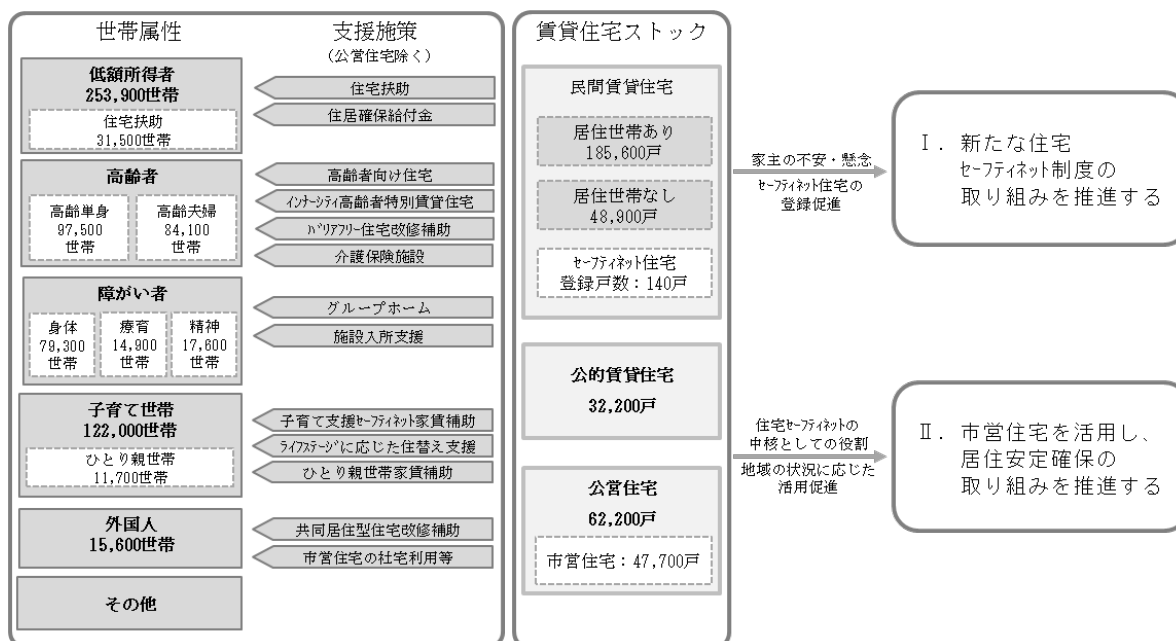 世帯属性
低額所得者
253,900世帯
住宅扶助
31,500世帯
高齢者
高齢単身
97,500
世帯
高齢夫婦
84,100
世帯
障がい者
身体
79,300
世帯
療育
14,900
世帯
精神
17,600
世帯
子育て世帯
122,000世帯
ひとり親世帯
11,700世帯
外国人
15,600世帯
その他
支援施策
(公営住宅除く)
住宅扶助
住居確保給付金
高齢者向け住宅
インナーシティ高齢者特別賃貸住宅
バリアフリー住宅改修補助
介護保険施設
グループホーム
施設入所支援
子育て支援セーフティネット家賃補助
ライフステージに応じた住替え支援
ひとり親世帯家賃補助
共同居住型住宅改修補助
市営住宅の社宅利用等
賃貸住宅ストック
民間賃貸住宅
居住世帯あり
185,600戸
居住世帯なし
48,900戸
セーフティネット住宅
登録戸数：140戸
公的賃貸住宅
32,200戸
公営住宅
62,200戸
市営住宅：47,700戸
家主の不安・懸念
セーフティネット住宅の
登録促進
住宅セーフティネットの
中核としての役割
地域の状況に応じた
活用促進
Ⅰ．新たな住宅
セーフティネット制度の
取り組みを推進する
Ⅱ．市営住宅を活用し、
居住安定確保の
取り組みを推進する